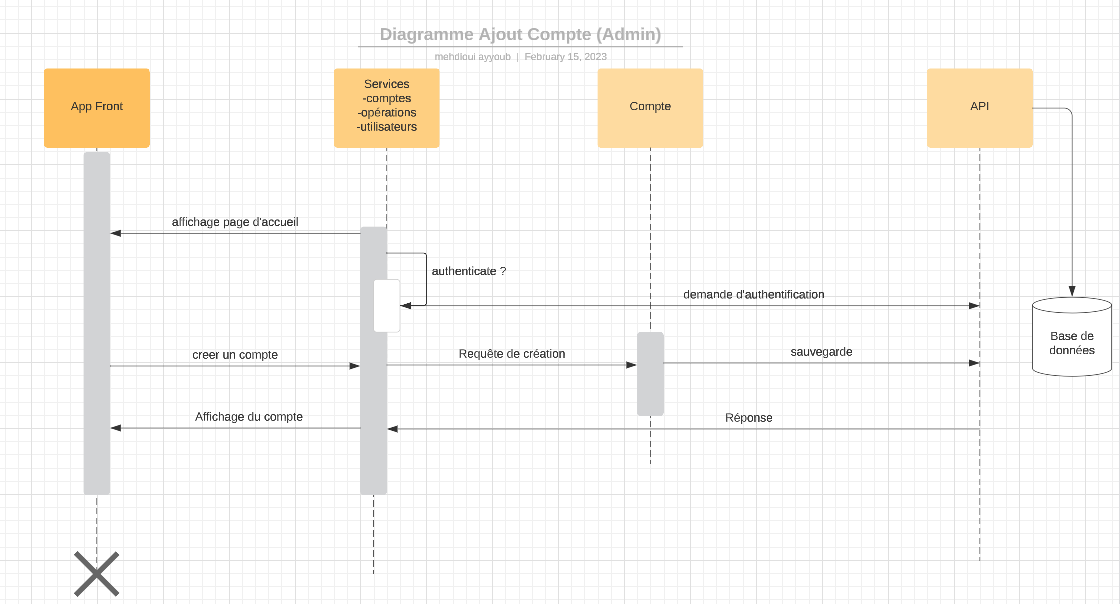 Diagramme Ajout Compte (Admin)
mehdioui ayyoub | February 15, 2023
App Front
Services
-comptes
-opérations
-utilisateurs
Compte
API
affichage page d'accueil
authenticate ?
demande d'authentification
Base de
données
creer un compte
Requête de création
sauvegarde
Affichage du compte
Réponse